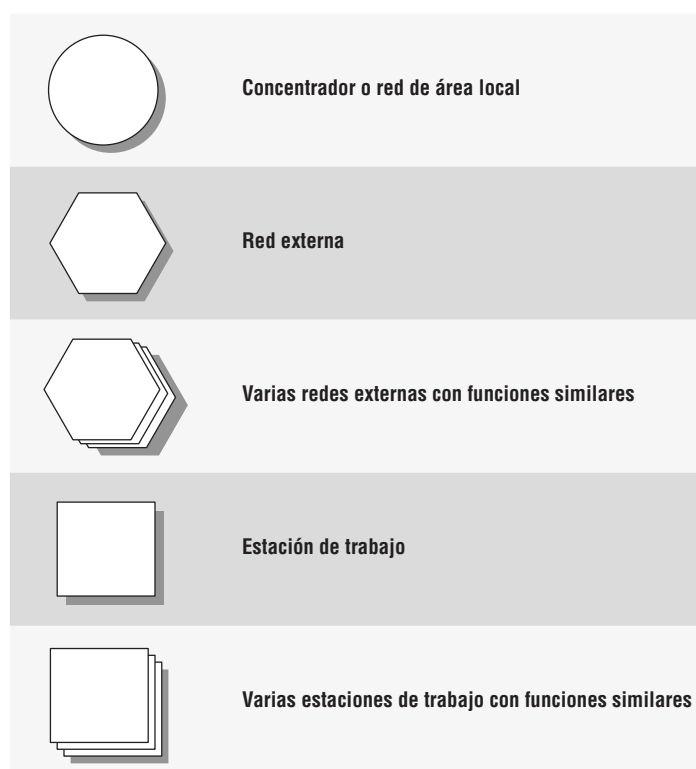 Concentrador o red de área local
Red externa
Varias redes externas con funciones similares
Estación de trabajo
Varias estaciones de trabajo con funciones similares